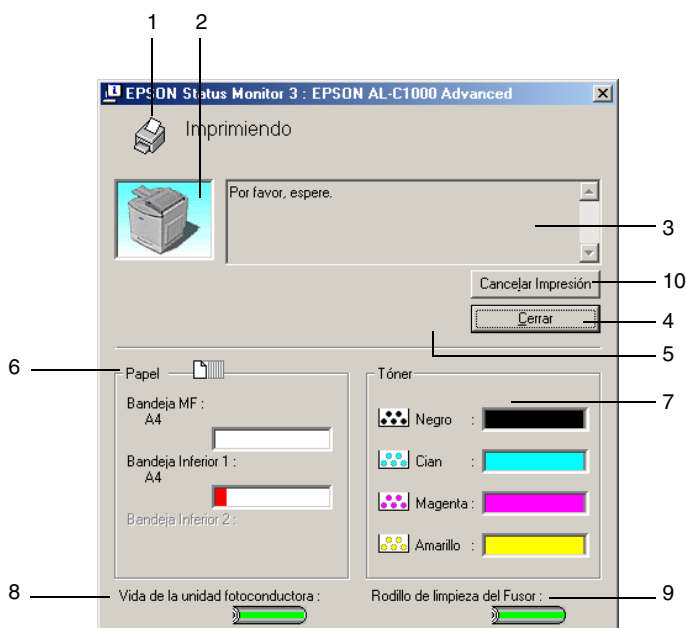 1
2
EPSON Status Monitor 3 : EPSON AL-C1000 Advanced
Imprimiendo
Por favor, espere.
3
Cancelar Impresión
10
Cerrar
4
5
6
Papel
Tóner
Bandeja MF :
A4
7
Negro :
Bandeja Inferior 1 :
A4
Cian :
Magenta :
Bandeja Inferior 2 :
Amarillo :
8
Vida de la unidad fotoconductora :
Rodillo de limpieza del Fusor :
9